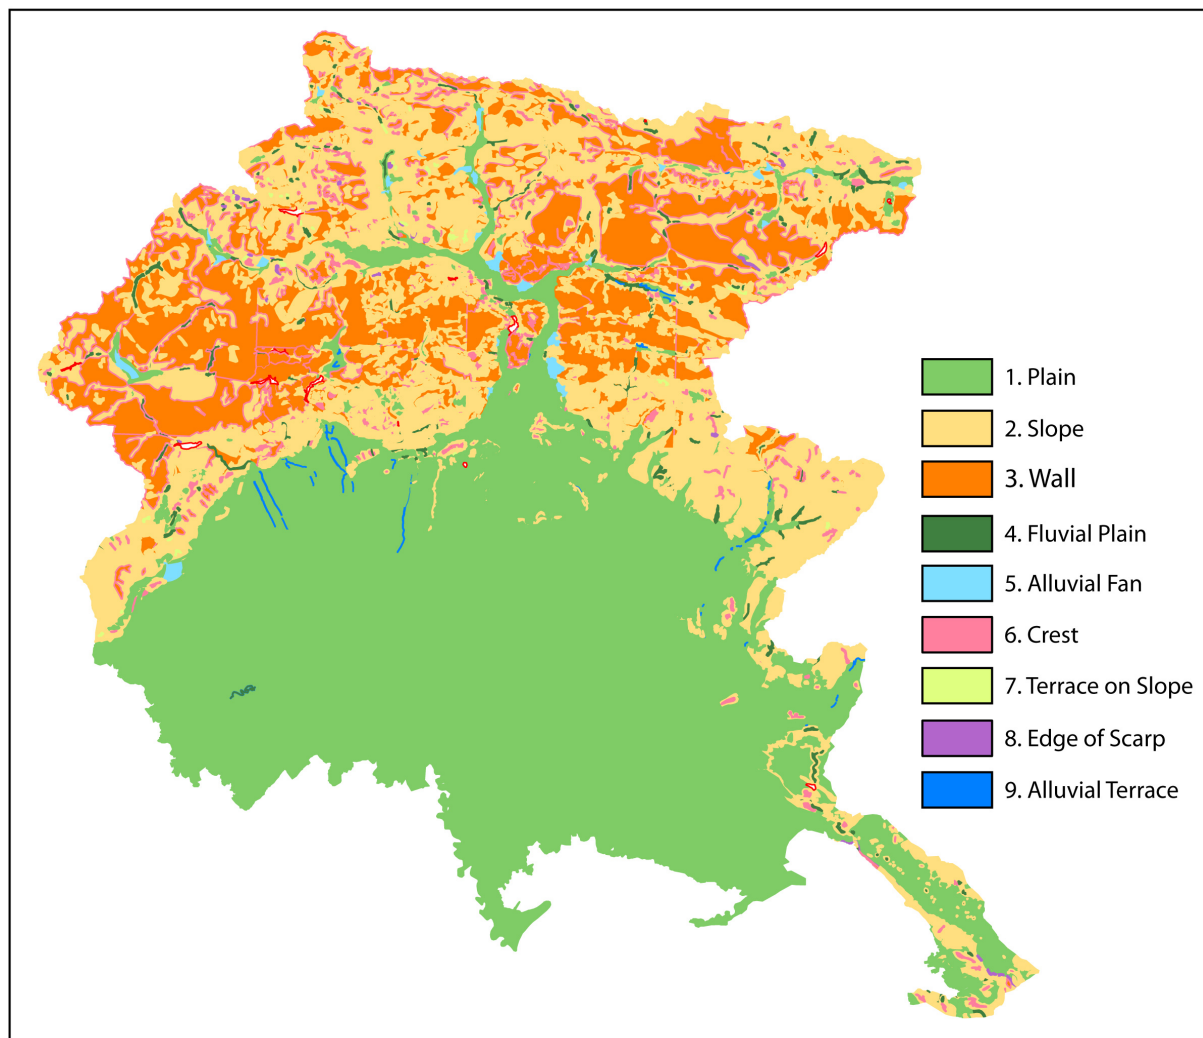 1. Plain
2. Slope
3. Wall
4. Fluvial Plain
5. Alluvial Fan
6. Crest
7. Terrace on Slope
8. Edge of Scarp
9. Alluvial Terrace